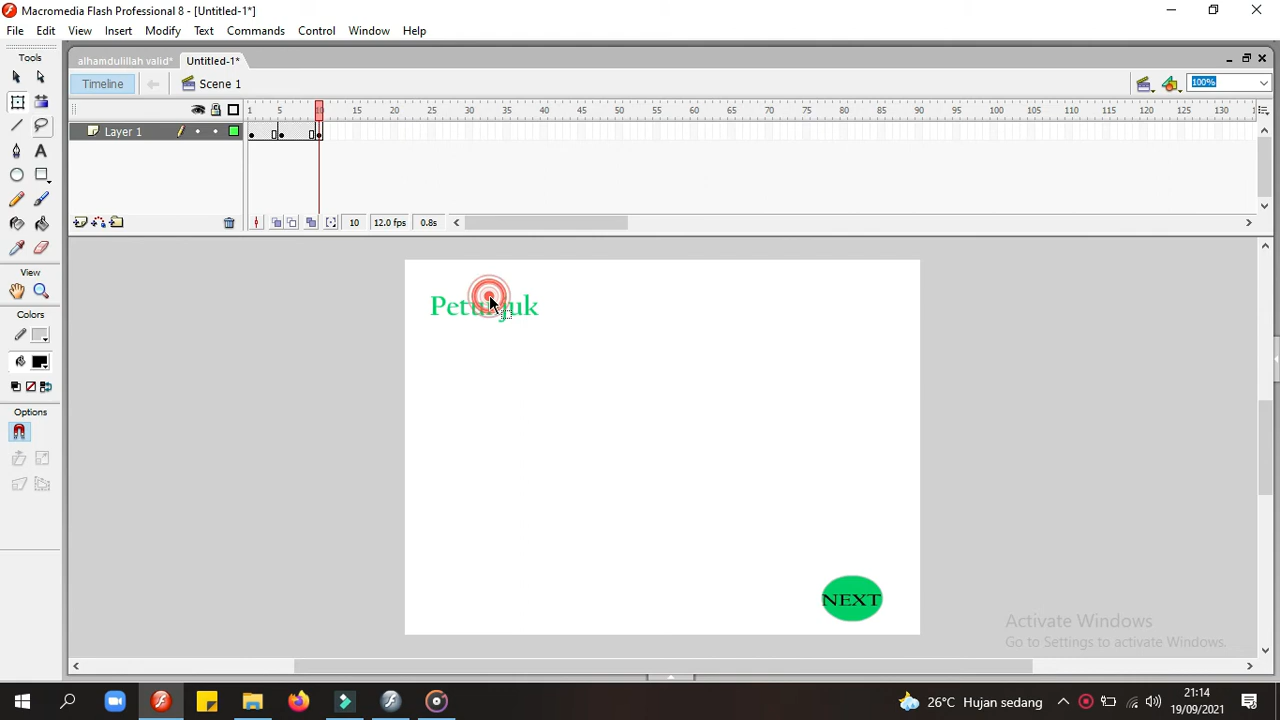 Macromedia Flash Professional 8 - [Untitled-1*]
File Edit View Insert Modify Text Commands Control Window Help
Tools
alhamdulillah valid* Untitled-1*
Timeline Scene 1 100%
1 5 10 15 20 25 30 35 40 45 50 55 60 65 70 75 80 85 90 95 100 105 110 115 120 125 130
Layer 1
10 12.0 fps 0.8s
View
Colors
Options
Petunjuk
NEXT
Activate Windows
Go to Settings to activate Windows.
26°C Hujan sedang
21:14
19/09/2021